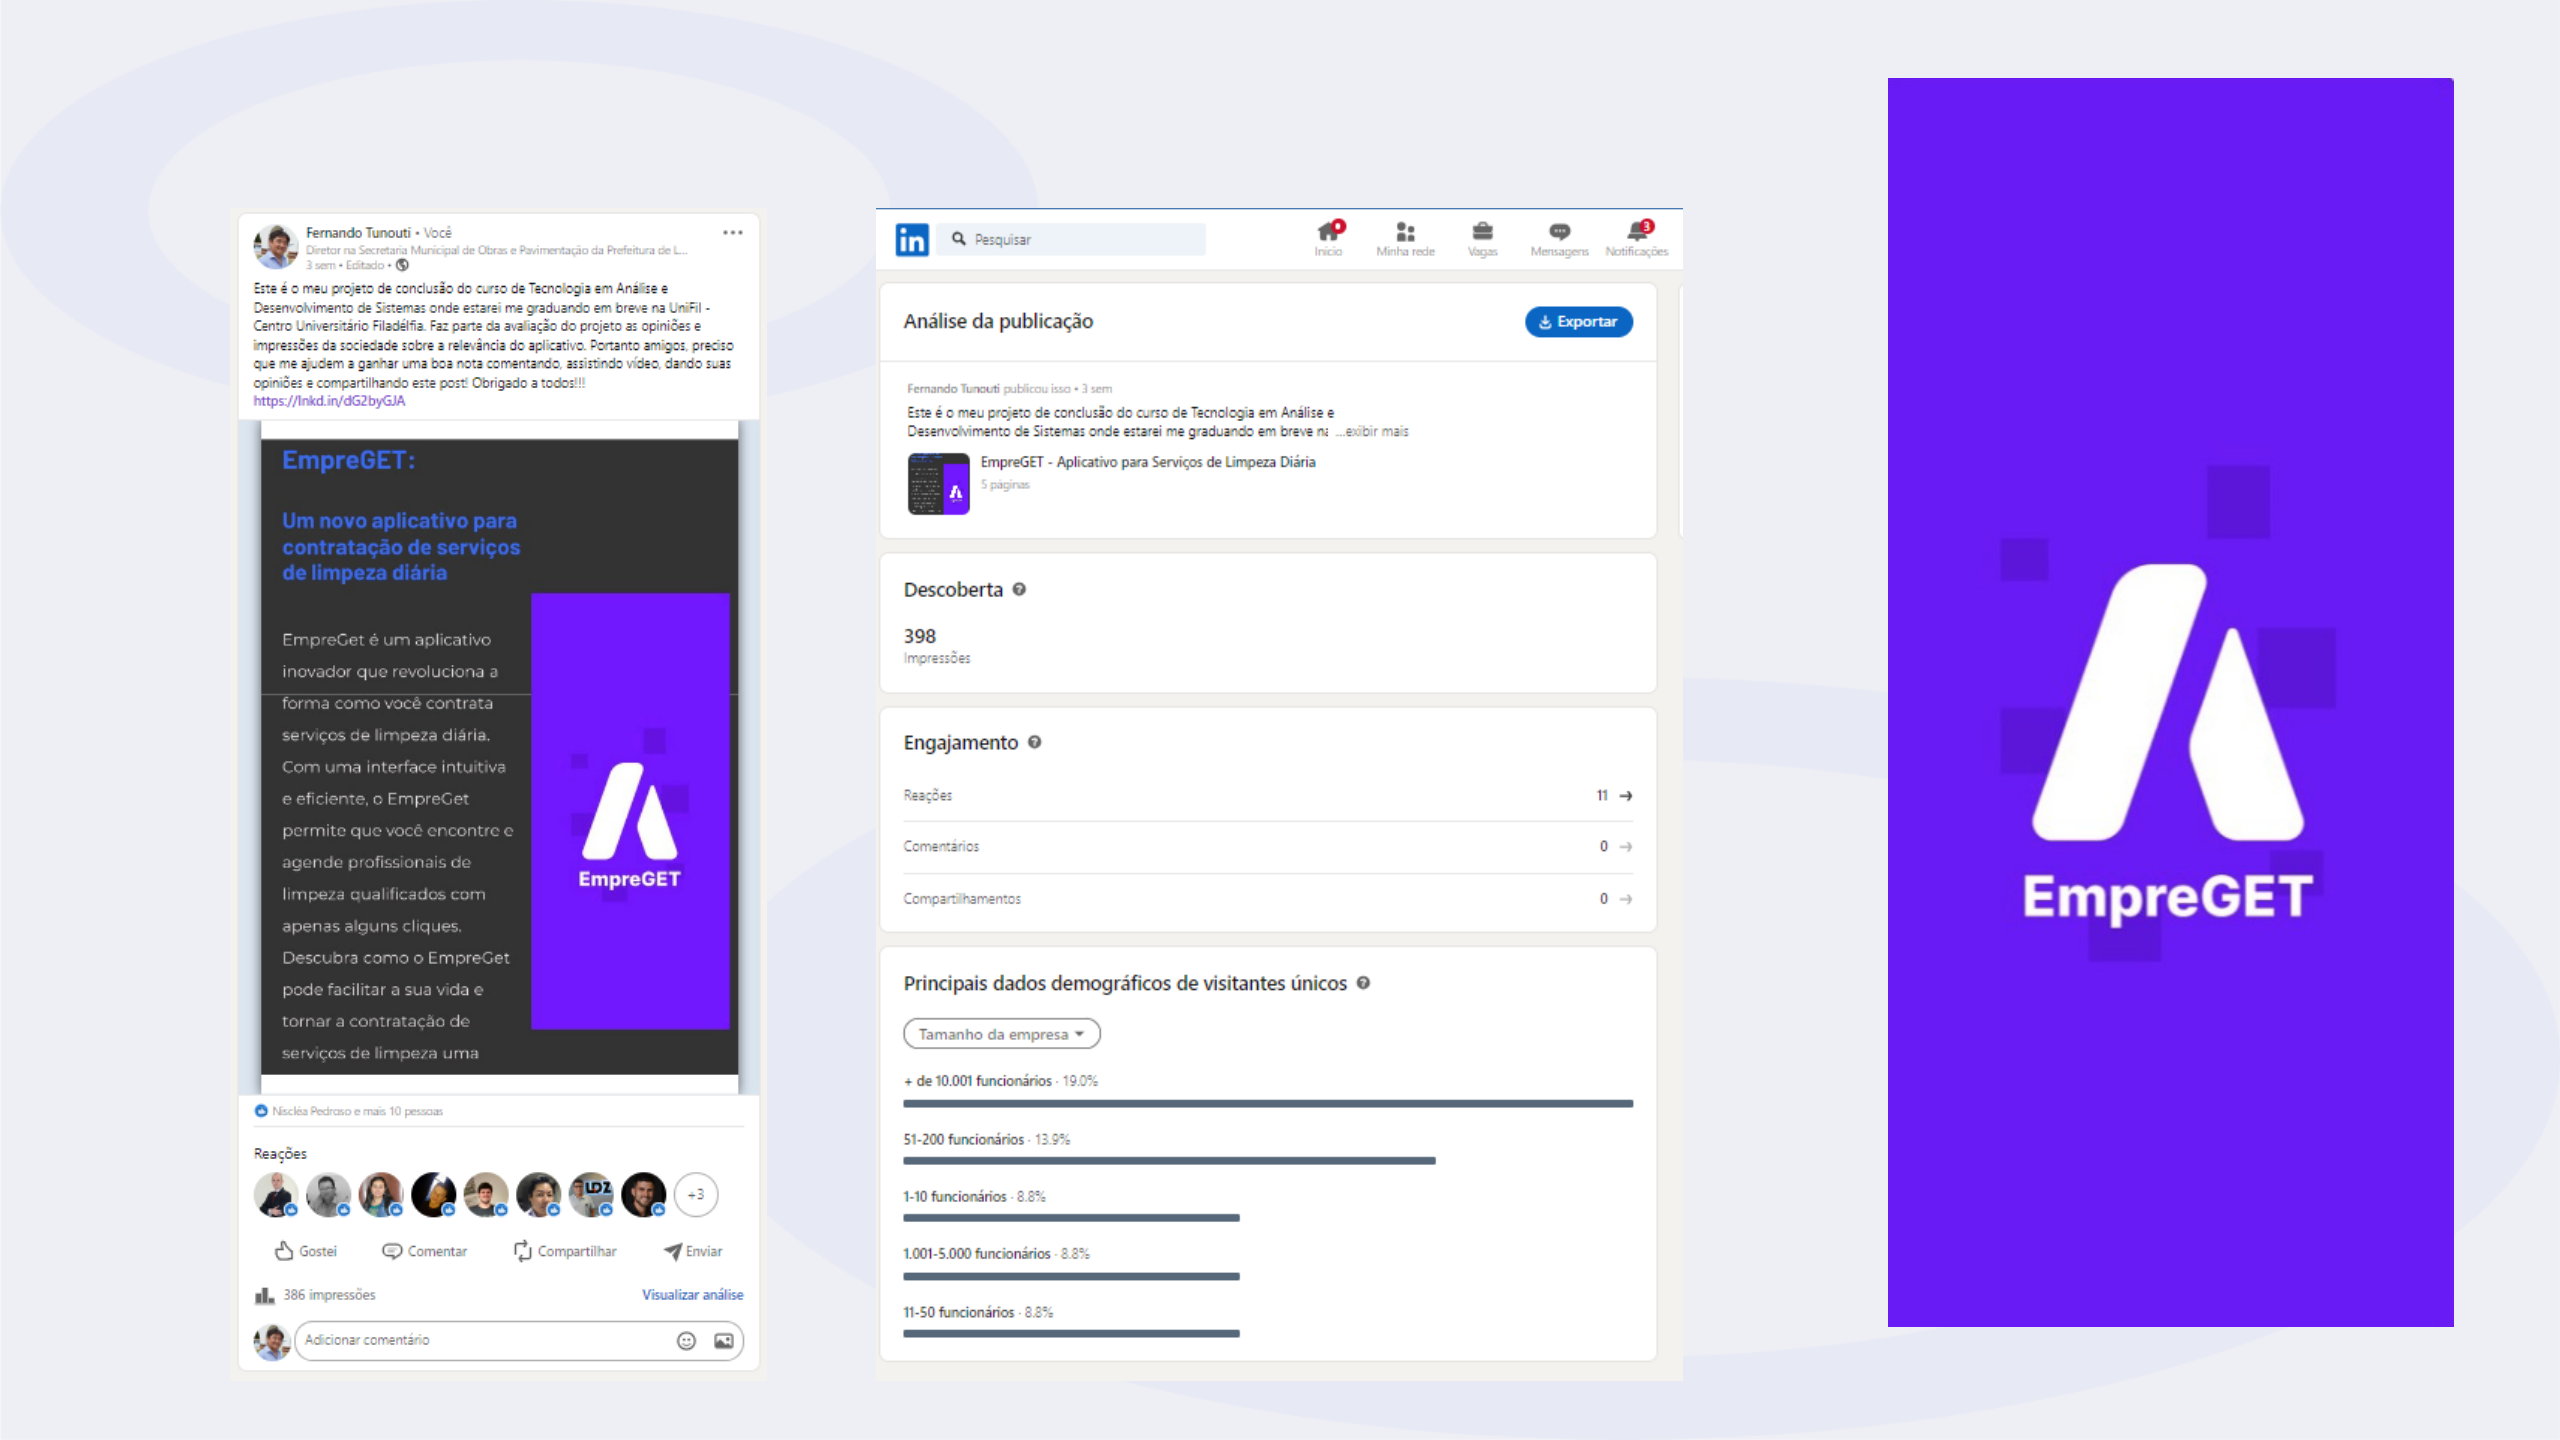 Fernando Tunouti • Você
Diretor na Secretaria Municipal de Obras e Pavimentação da Prefeitura de L...
3 sem • Editado •
Este é o meu projeto de conclusão do curso de Tecnologia em Análise e
Desenvolvimento de Sistemas onde estarei me graduando em breve na UniFil -
Centro Universitário Filadélfia. Faz parte da avaliação do projeto as opiniões e
impressões da sociedade sobre a relevância do aplicativo. Portanto amigos, preciso
que me ajudem a ganhar uma boa nota comentando, assistindo vídeo, dando suas
opiniões e compartilhando este post! Obrigado a todos!!!
https://lnkd.in/dG2byGJA
EmpreGET:
Um novo aplicativo para
contratação de serviços
de limpeza diária
EmpreGet é um aplicativo
inovador que revoluciona a
forma como você contrata
serviços de limpeza diária.
Com uma interface intuitiva
e eficiente, o EmpreGet
permite que você encontre e
agende profissionais de
limpeza qualificados com
apenas alguns cliques.
Descubra como o EmpreGet
pode facilitar a sua vida e
tornar a contratação de
serviços de limpeza uma
EmpreGET
Niscléa Pedroso e mais 10 pessoas
Reações
LDZ
+3
Gostei Comentar Compartilhar Enviar
386 impressões Visualizar análise
Adicionar comentário
in Pesquisar
Início Minha rede Vagas Mensagens Notificações
3
Análise da publicação Exportar
Fernando Tunouti publicou isso • 3 sem
Este é o meu projeto de conclusão do curso de Tecnologia em Análise e
Desenvolvimento de Sistemas onde estarei me graduando em breve na ...exibir mais
EmpreGET - Aplicativo para Serviços de Limpeza Diária
5 páginas
Descoberta
398
Impressões
Engajamento
Reações 11
Comentários 0
Compartilhamentos 0
Principais dados demográficos de visitantes únicos
Tamanho da empresa
+ de 10.001 funcionários · 19.0%
51-200 funcionários · 13.9%
1-10 funcionários · 8.8%
1.001-5.000 funcionários · 8.8%
11-50 funcionários · 8.8%
EmpreGET